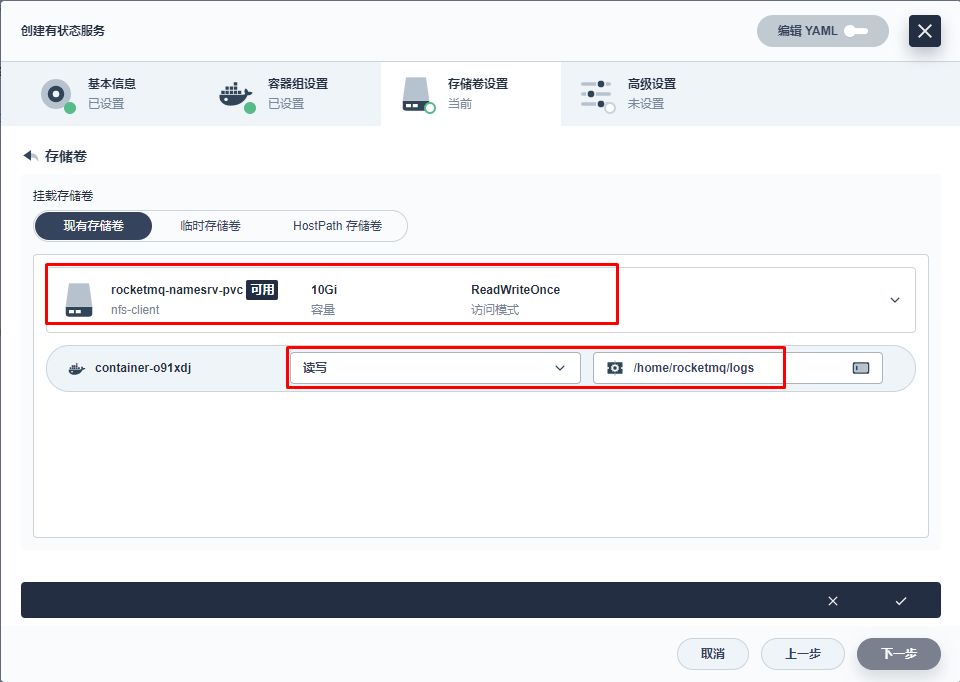 创建有状态服务
编辑 YAML
基本信息
已设置
容器组设置
已设置
存储卷设置
当前
高级设置
未设置
存储卷
挂载存储卷
现有存储卷
临时存储卷
HostPath 存储卷
rocketmq-namesrv-pvc 可用
nfs-client
10Gi
容量
ReadWriteOnce
访问模式
container-o91xdj
读写
/home/rocketmq/logs
取消
上一步
下一步